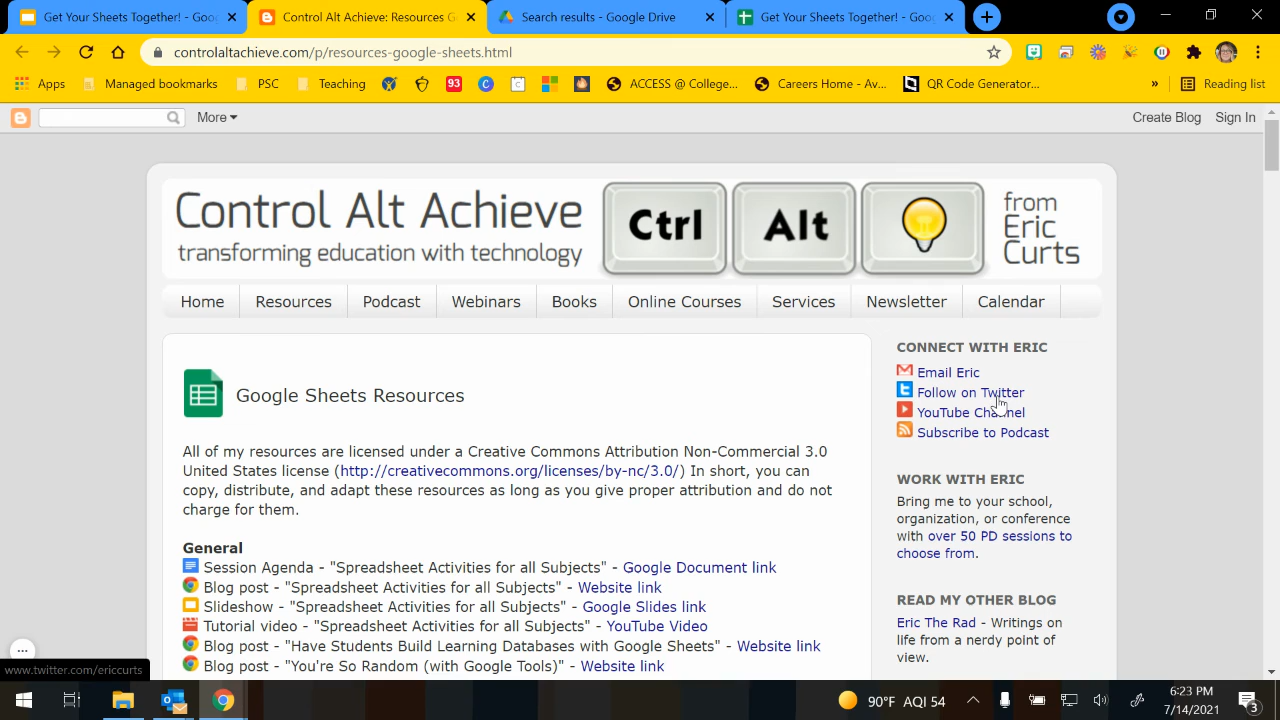 Get Your Sheets Together! - Goo
Control Alt Achieve: Resources G
Search results - Google Drive
Get Your Sheets Together! - Goo
controlaltachieve.com/p/resources-google-sheets.html
Apps
Managed bookmarks
PSC
Teaching
93
ACCESS @ College...
Careers Home - Av...
QR Code Generator...
»
Reading list
More
Create Blog
Sign In
Control Alt Achieve
transforming education with technology
Ctrl
Alt
from
Eric
Curts
Home
Resources
Podcast
Webinars
Books
Online Courses
Services
Newsletter
Calendar
Google Sheets Resources
All of my resources are licensed under a Creative Commons Attribution Non-Commercial 3.0
United States license (http://creativecommons.org/licenses/by-nc/3.0/) In short, you can
copy, distribute, and adapt these resources as long as you give proper attribution and do not
charge for them.
General
Session Agenda - "Spreadsheet Activities for all Subjects" - Google Document link
Blog post - "Spreadsheet Activities for all Subjects" - Website link
Slideshow - "Spreadsheet Activities for all Subjects" - Google Slides link
Tutorial video - "Spreadsheet Activities for all Subjects" - YouTube Video
Blog post - "Have Students Build Learning Databases with Google Sheets" - Website link
Blog post - "You're So Random (with Google Tools)" - Website link
CONNECT WITH ERIC
Email Eric
Follow on Twitter
YouTube Channel
Subscribe to Podcast
WORK WITH ERIC
Bring me to your school,
organization, or conference
with over 50 PD sessions to
choose from.
READ MY OTHER BLOG
Eric The Rad - Writings on
life from a nerdy point of
view.
www.twitter.com/ericcurts
90°F AQI 54
6:23 PM
7/14/2021
3